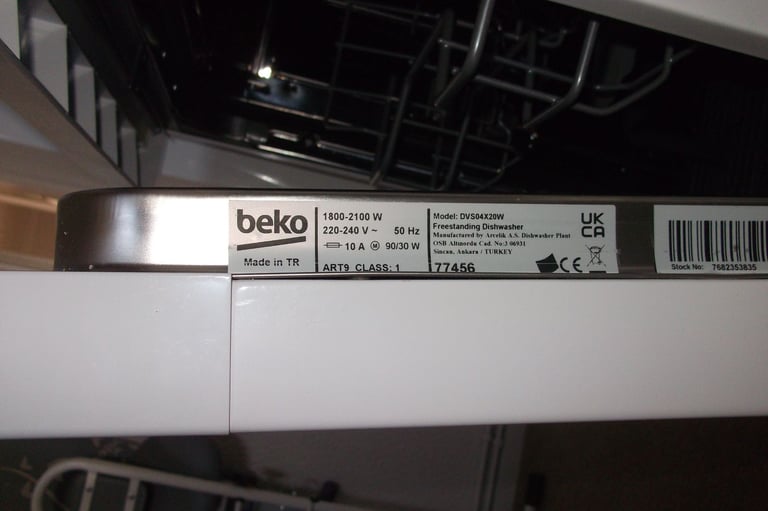 beko
Made in TR
1800-2100 W
220-240 V ~ 50 Hz
10 A M 90/30 W
ART9 CLASS: 1
Model: DVS04X20W
Freestanding Dishwasher
Manufactured by Arcelik A.S. Dishwasher Plant
OSB Altınordu Cad. No:3 06931
Sincan, Ankara / TURKEY
77456
CE
UK
CA
Stock No: 7682353835